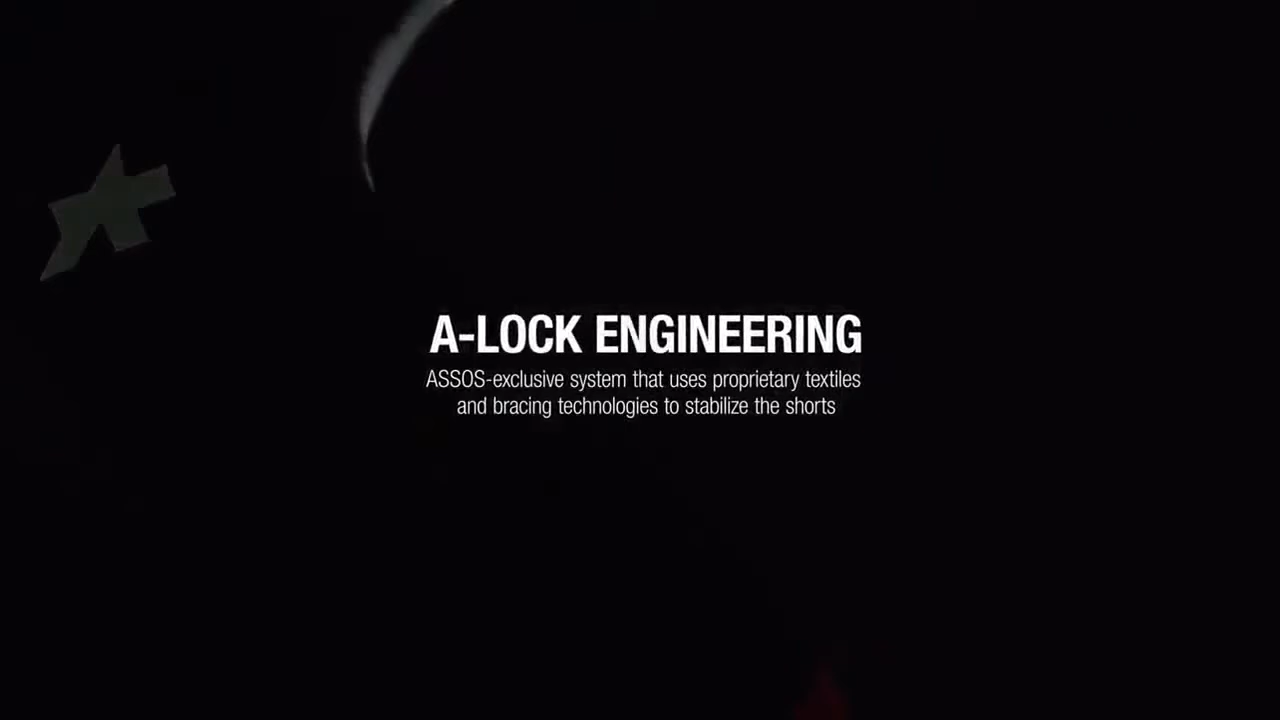 A-LOCK ENGINEERING
ASSOS-exclusive system that uses proprietary textiles
and bracing technologies to stabilize the shorts